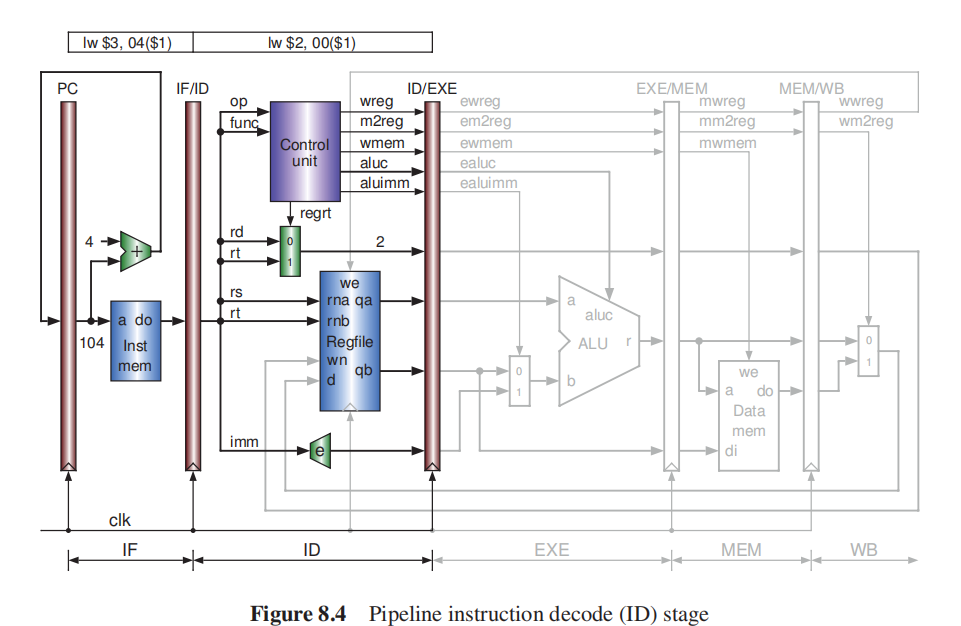 lw $3, 04($1) lw $2, 00($1)
PC IF/ID ID/EXE EXE/MEM MEM/WB
op wreg ewreg mwreg wwreg
func m2reg em2reg mm2reg wm2reg
Control unit
wmem ewmem mwmem
aluc ealuc
aluimm ealuimm
regrt
4 + rd 0 2
rt 1
we
rs rna qa a
aluc
a do rt rnb
104 Inst mem Regfile ALU r 0
wn 1
d qb 0 b we
1 a do
Data mem
imm e di
clk
IF ID EXE MEM WB
Figure 8.4 Pipeline instruction decode (ID) stage